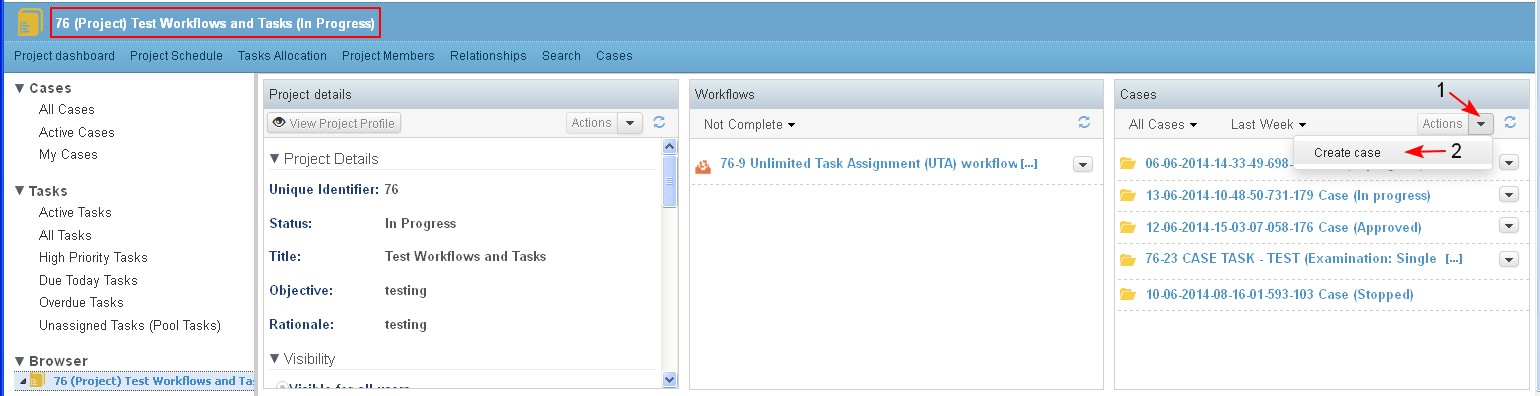 76 (Project) Test Workflows and Tasks (In Progress)
Project dashboard Project Schedule Tasks Allocation Project Members Relationships Search Cases
Cases
All Cases
Active Cases
My Cases
Tasks
Active Tasks
All Tasks
High Priority Tasks
Due Today Tasks
Overdue Tasks
Unassigned Tasks (Pool Tasks)
Browser
76 (Project) Test Workflows and Tas
Project details
View Project Profile Actions
Project Details
Unique Identifier: 76
Status: In Progress
Title: Test Workflows and Tasks
Objective: testing
Rationale: testing
Visibility
Visible for all users
Workflows
Not Complete
76-9 Unlimited Task Assignment (UTA) workflow [...]
Cases
1
All Cases Last Week Actions
Create case 2
06-06-2014-14-33-49-698-
13-06-2014-10-48-50-731-179 Case (In progress)
12-06-2014-15-03-07-058-176 Case (Approved)
76-23 CASE TASK - TEST (Examination: Single [...]
10-06-2014-08-16-01-593-103 Case (Stopped)